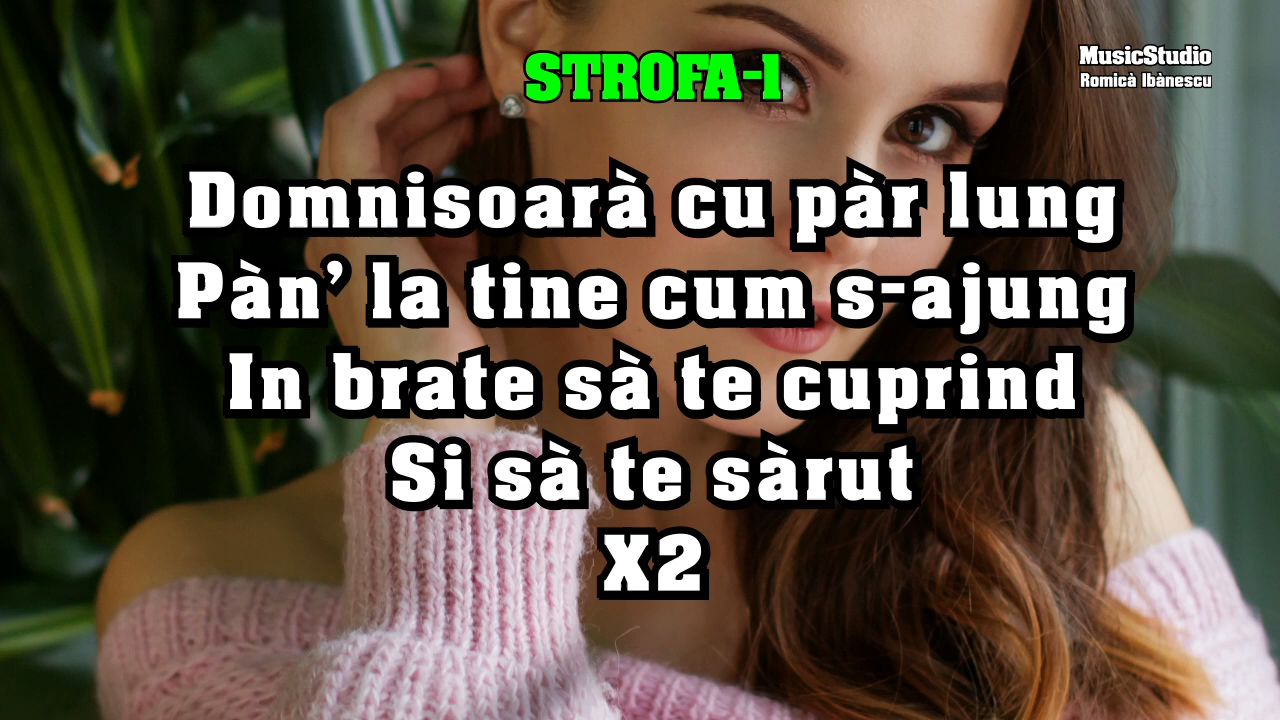 STROFA-1
MusicStudio
Romicà Ibànescu
Domnisoarà cu pàr lung
Pàn’ la tine cum s-ajung
In brate sà te cuprind
Si sà te sàrut
X2